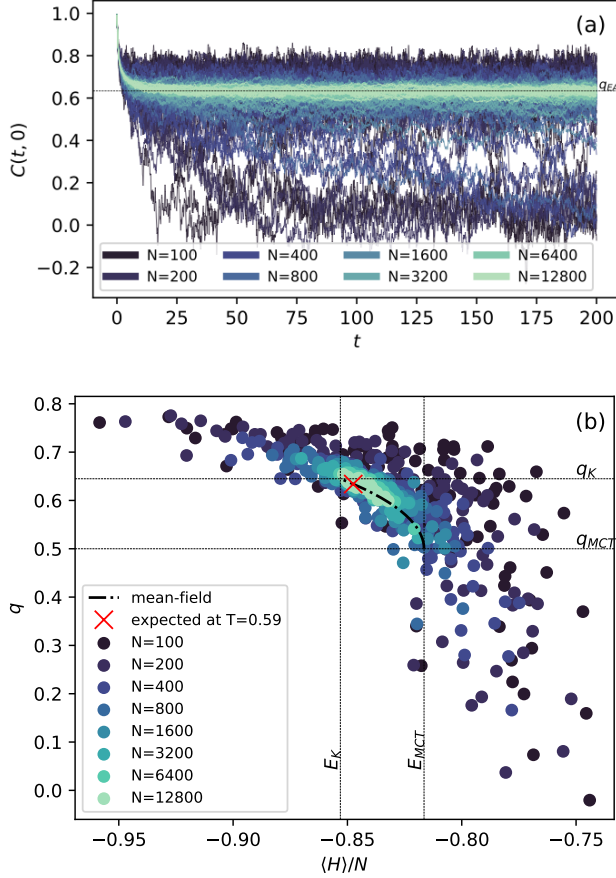 (a)
1.0
0.8
0.6
0.4
0.2
0.0
−0.2
C(t, 0)
q_EA
N=100 N=400 N=1600 N=6400
N=200 N=800 N=3200 N=12800
0 25 50 75 100 125 150 175 200
t
(b)
0.8
0.7
0.6
0.5
0.4
0.3
0.2
0.1
0.0
q
q_K
q_MCT
E_K
E_MCT
mean-field
expected at T=0.59
N=100
N=200
N=400
N=800
N=1600
N=3200
N=6400
N=12800
−0.95 −0.90 −0.85 −0.80 −0.75
⟨H⟩/N